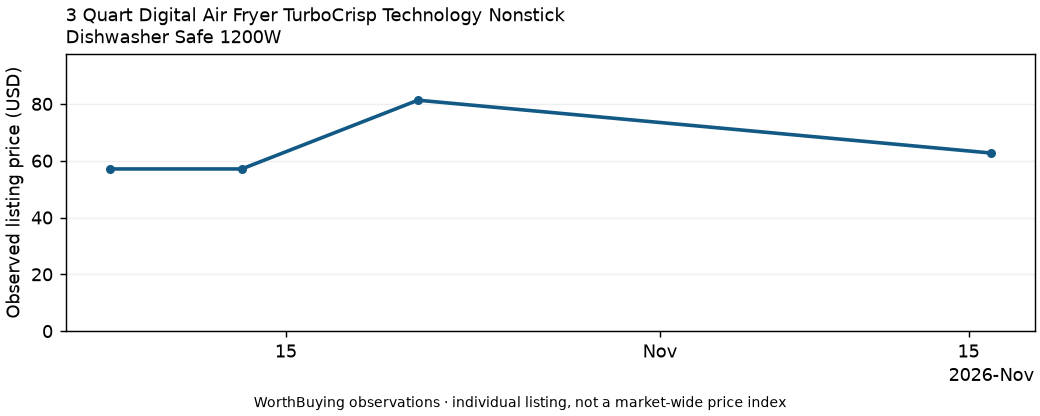 3 Quart Digital Air Fryer TurboCrisp Technology Nonstick
Dishwasher Safe 1200W
Observed listing price (USD)
80
60
40
20
0
15
Nov
15
2026-Nov
WorthBuying observations · individual listing, not a market-wide price index